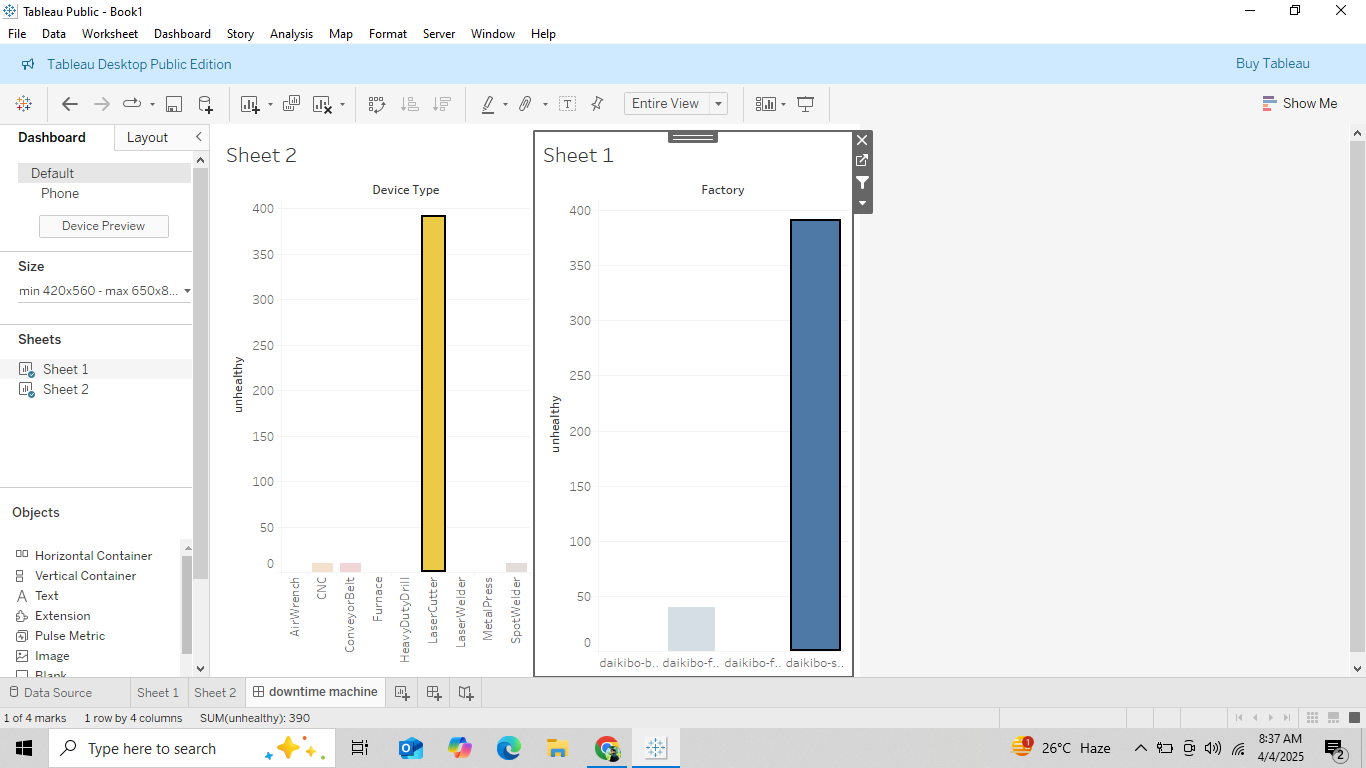 Tableau Public - Book1
File Data Worksheet Dashboard Story Analysis Map Format Server Window Help
Tableau Desktop Public Edition
Buy Tableau
Entire View
Show Me
Dashboard Layout
Default
Phone
Device Preview
Size
min 420x560 - max 650x8...
Sheets
Sheet 1
Sheet 2
Objects
Horizontal Container
Vertical Container
Text
Extension
Pulse Metric
Image
Blank
Sheet 2
Device Type
400
350
300
250
200
150
100
50
0
unhealthy
AirWrench
CNC
ConveyorBelt
Furnace
HeavyDutyDrill
LaserCutter
LaserWelder
MetalPress
SpotWelder
Sheet 1
Factory
400
350
300
250
200
150
100
50
0
unhealthy
daikibo-b.. daikibo-f.. daikibo-f.. daikibo-s..
Data Source Sheet 1 Sheet 2 downtime machine
1 of 4 marks 1 row by 4 columns SUM(unhealthy): 390
Type here to search
1
26°C Haze
8:37 AM
4/4/2025
2